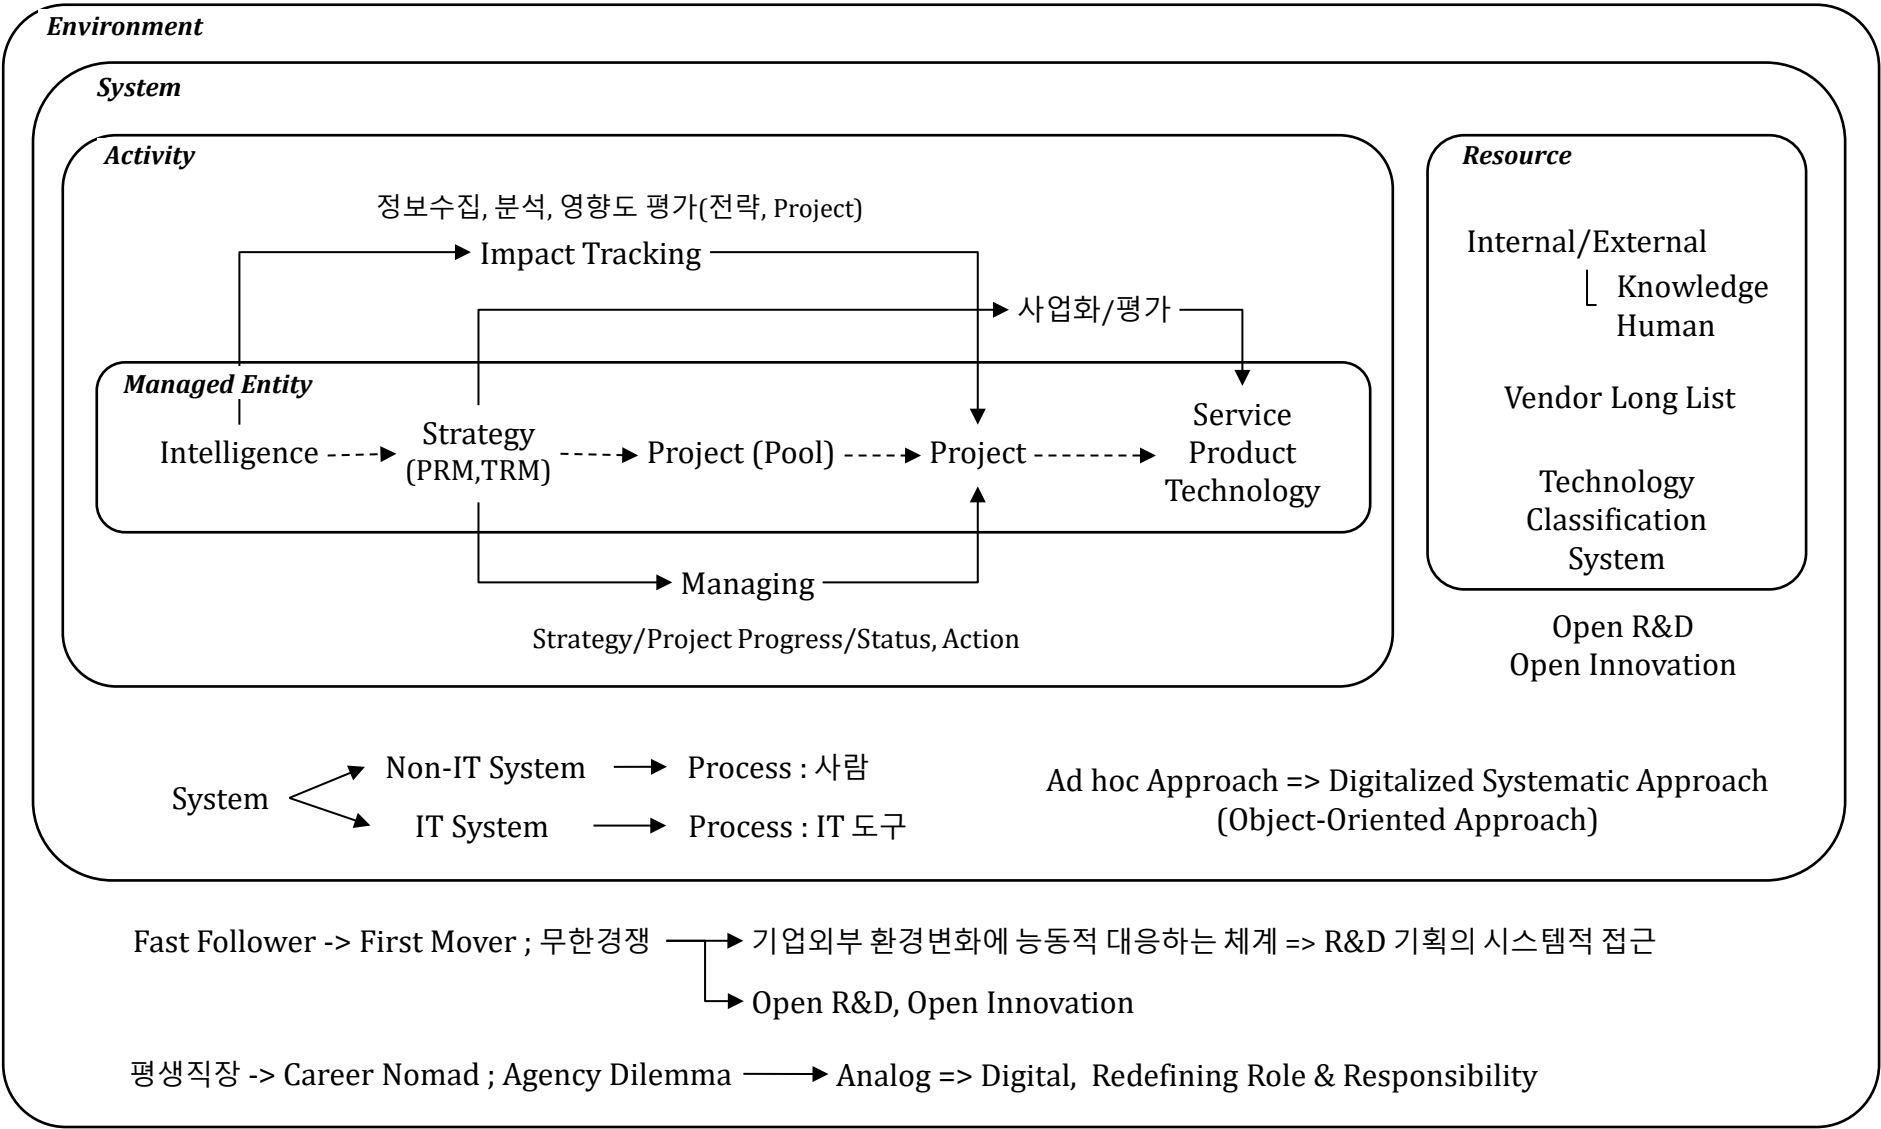 Environment
System
Activity
정보수집, 분석, 영향도 평가(전략, Project)
Impact Tracking
사업화/평가
Managed Entity
Intelligence
Strategy
(PRM,TRM)
Project (Pool)
Project
Service
Product
Technology
Managing
Strategy/Project Progress/Status, Action
Resource
Internal/External
Knowledge
Human
Vendor Long List
Technology
Classification
System
Open R&D
Open Innovation
System
Non-IT System
Process : 사람
IT System
Process : IT 도구
Ad hoc Approach => Digitalized Systematic Approach
(Object-Oriented Approach)
Fast Follower -> First Mover ; 무한경쟁
기업외부 환경변화에 능동적 대응하는 체계 => R&D 기획의 시스템적 접근
Open R&D, Open Innovation
평생직장 -> Career Nomad ; Agency Dilemma
Analog => Digital, Redefining Role & Responsibility